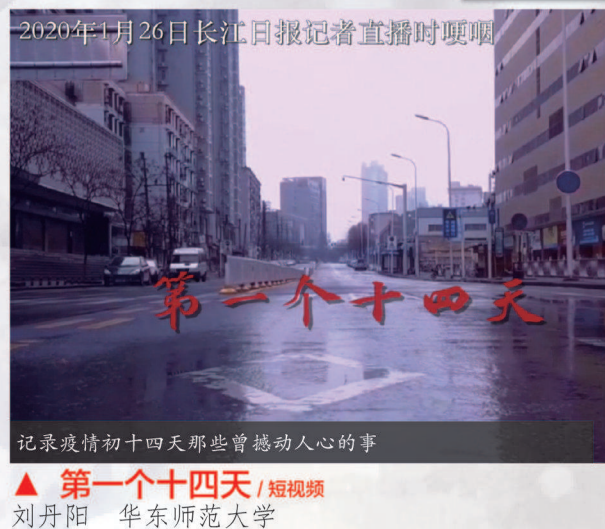 2020年1月26日长江日报记者直播时哽咽
第一个十四天
记录疫情初十四天那些曾撼动人心的事
▲ 第一个十四天 / 短视频
刘丹阳 华东师范大学